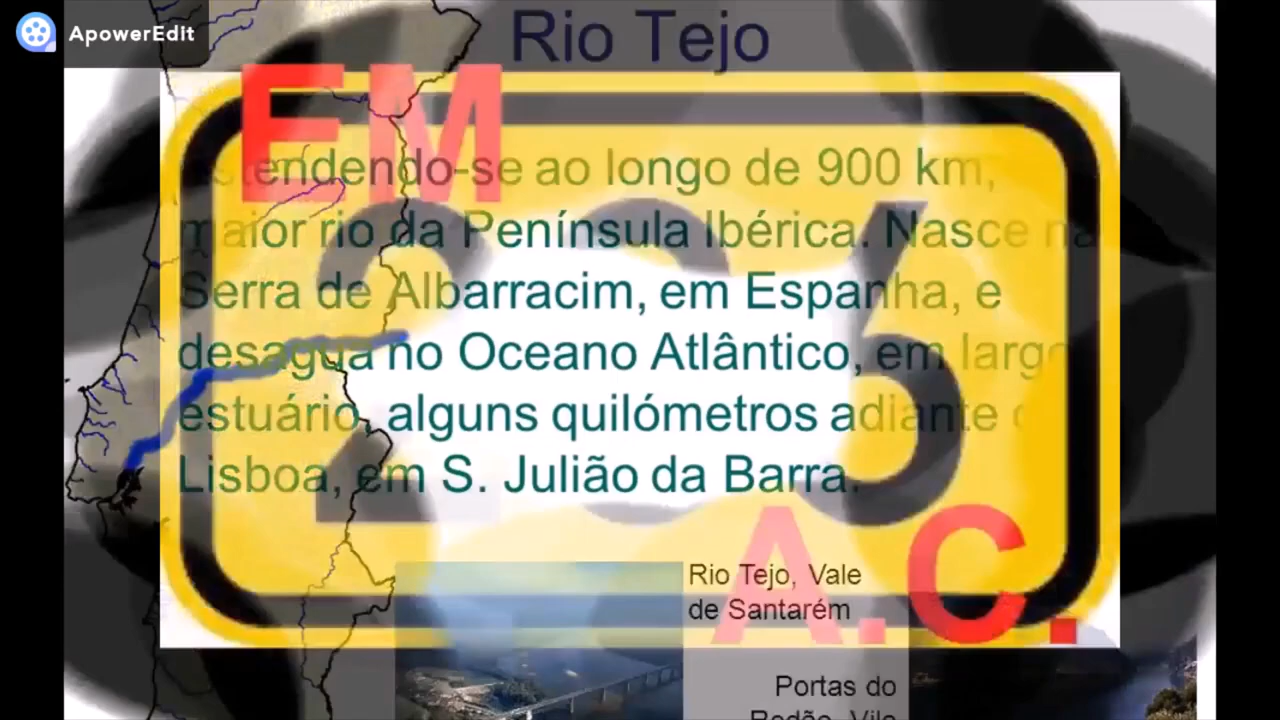 ApowerEdit
Rio Tejo
EM
endendo-se ao longo de 900 km,
maior rio da Península Ibérica. Nasce na
Serra de Albarracim, em Espanha, e
desagua no Oceano Atlântico, em largo
estuário, alguns quilómetros adiante
Lisboa, em S. Julião da Barra.
Rio Tejo, Vale
de Santarém
A.C.
Portas do